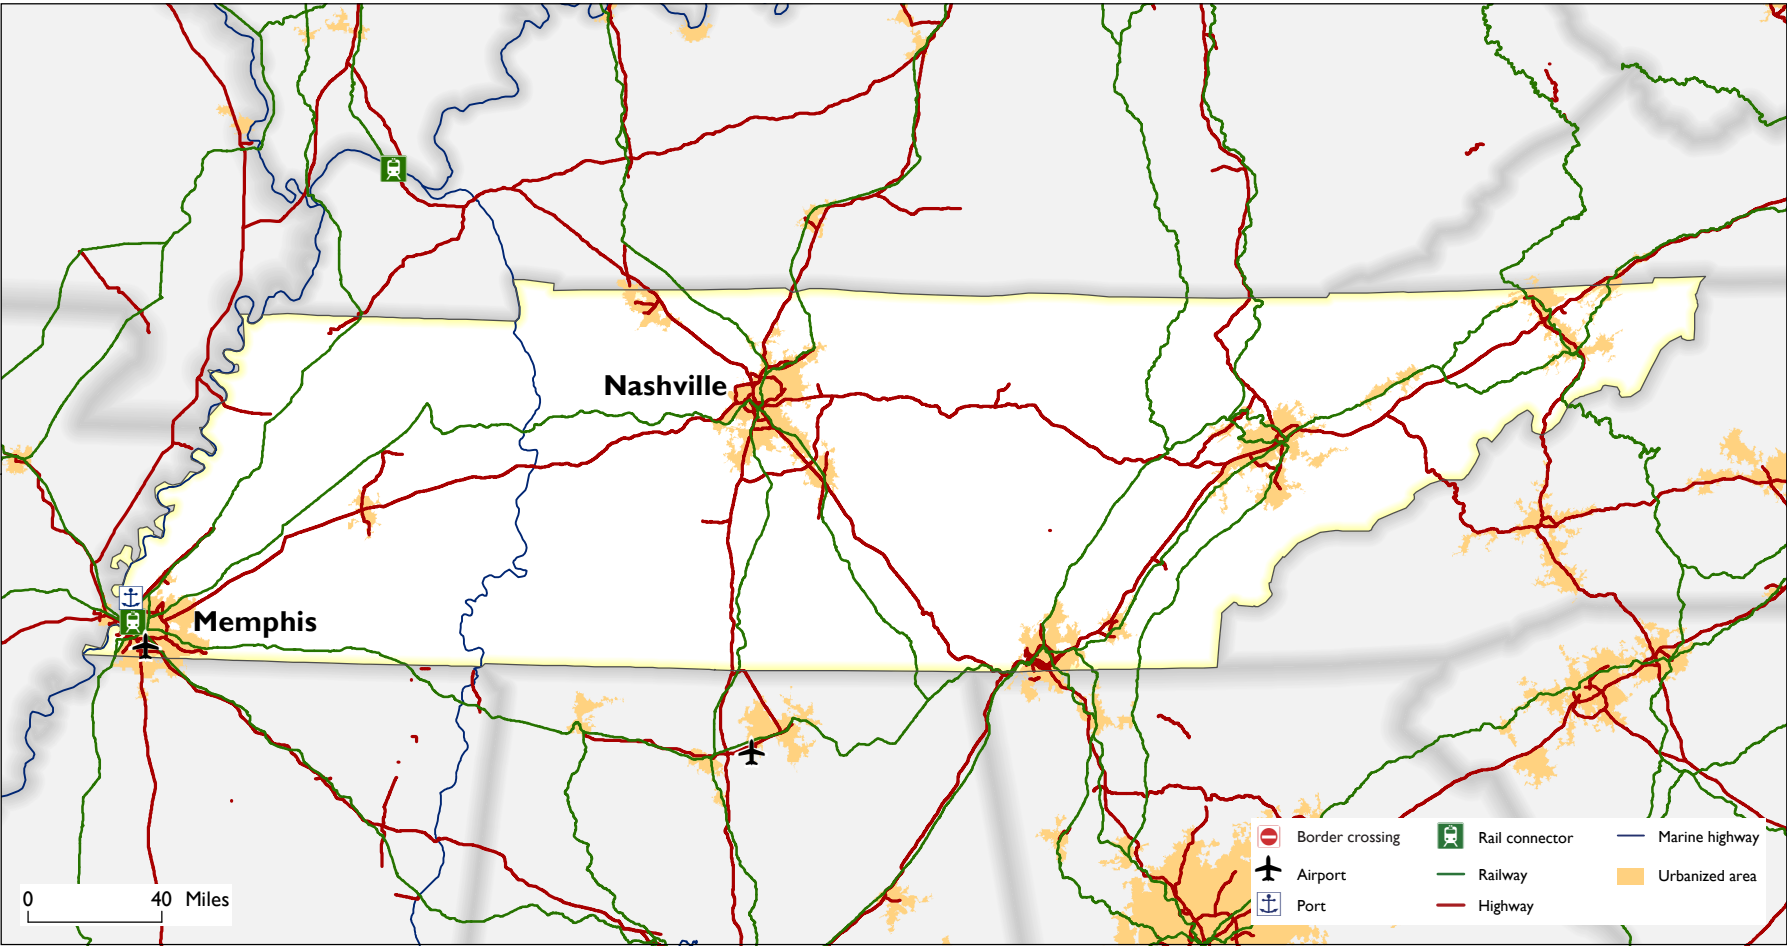 Nashville
Memphis
Border crossing
Rail connector
Marine highway
Airport
Railway
Urbanized area
Port
Highway
0 40 Miles